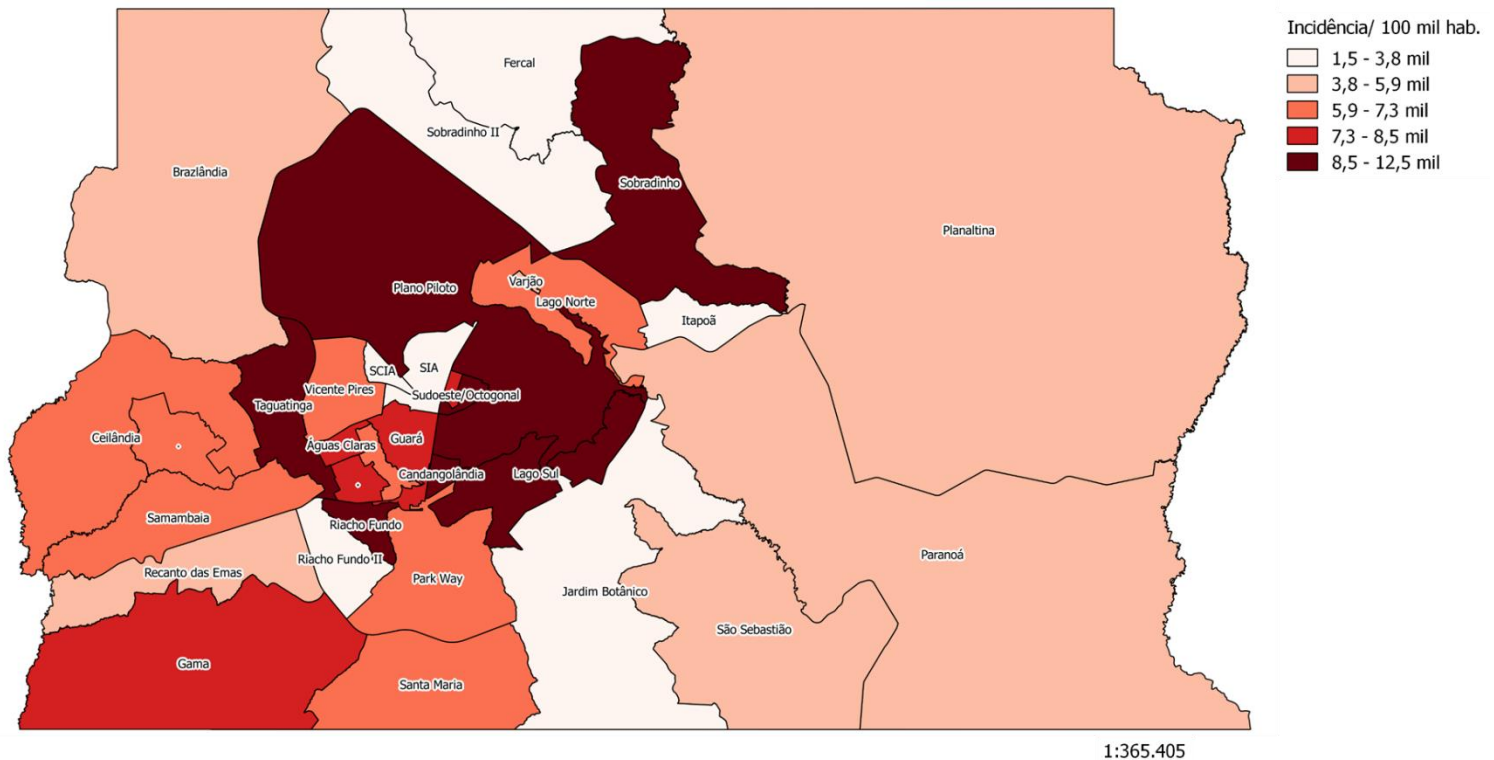 Incidência/ 100 mil hab.
1,5 - 3,8 mil
3,8 - 5,9 mil
5,9 - 7,3 mil
7,3 - 8,5 mil
8,5 - 12,5 mil
Fercal
Sobradinho II
Brazlândia
Sobradinho
Planaltina
Varjão
Plano Piloto
Lago Norte
Itapoã
SCIA
SIA
Vicente Pires
Sudoeste/Octogonal
Taguatinga
Ceilândia
Águas Claras
Guará
Candangolândia
Lago Sul
Samambaia
Riacho Fundo
Riacho Fundo II
Recanto das Emas
Park Way
Paranoá
Jardim Botânico
São Sebastião
Gama
Santa Maria
1:365.405